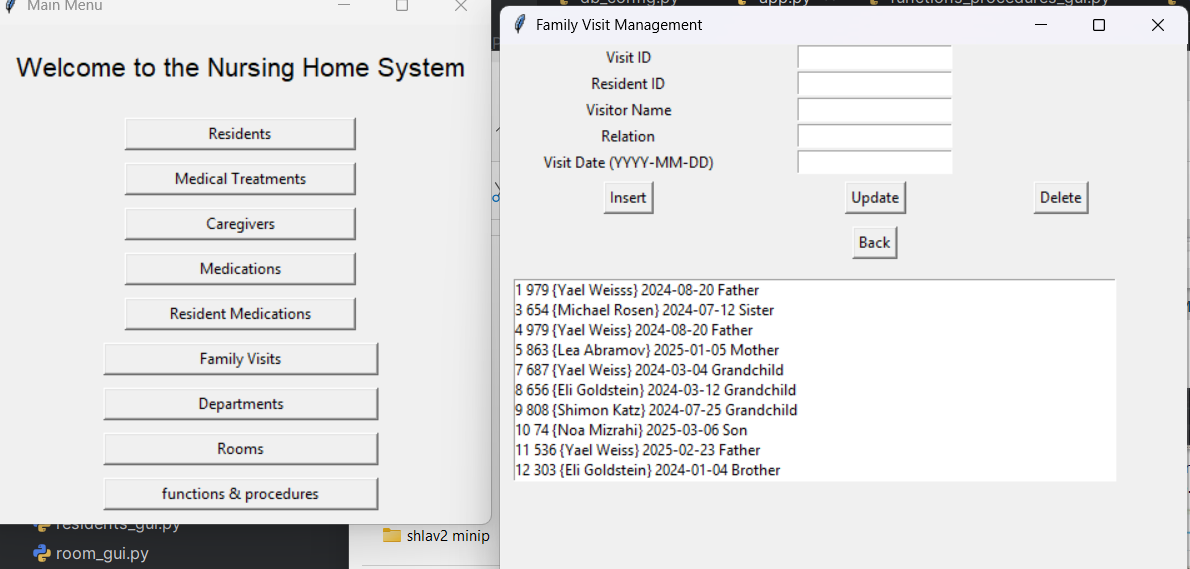 Main Menu
Welcome to the Nursing Home System
Residents
Medical Treatments
Caregivers
Medications
Resident Medications
Family Visits
Departments
Rooms
functions & procedures
residents_gui.py
room_gui.py
shlav2 minip
db_config.py
app.py
functions_procedures_gui.py
Family Visit Management
Visit ID
Resident ID
Visitor Name
Relation
Visit Date (YYYY-MM-DD)
Insert Update Delete
Back
1 979 {Yael Weisss} 2024-08-20 Father
3 654 {Michael Rosen} 2024-07-12 Sister
4 979 {Yael Weiss} 2024-08-20 Father
5 863 {Lea Abramov} 2025-01-05 Mother
7 687 {Yael Weiss} 2024-03-04 Grandchild
8 656 {Eli Goldstein} 2024-03-12 Grandchild
9 808 {Shimon Katz} 2024-07-25 Grandchild
10 74 {Noa Mizrahi} 2025-03-06 Son
11 536 {Yael Weiss} 2025-02-23 Father
12 303 {Eli Goldstein} 2024-01-04 Brother